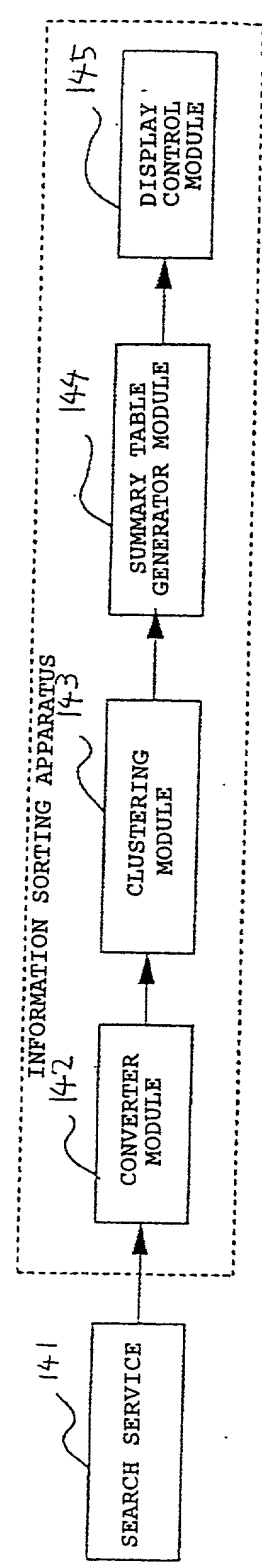 INFORMATION SORTING APPARATUS
141
SEARCH SERVICE
142
CONVERTER
MODULE
143
CLUSTERING
MODULE
144
SUMMARY TABLE
GENERATOR MODULE
145
DISPLAY
CONTROL
MODULE